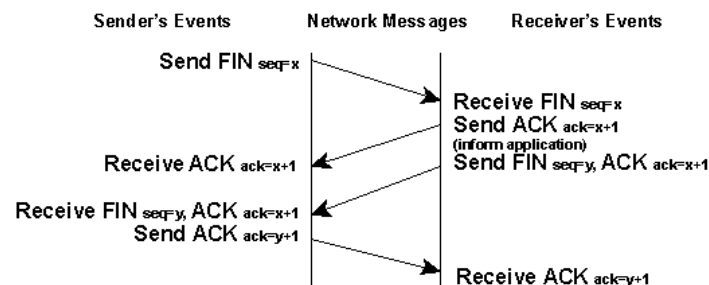 Sender's Events Network Messages Receiver's Events
Send FIN seq=x
Receive FIN seq=x
Send ACK ack=x+1
(inform application)
Receive ACK ack=x+1
Send FIN seq=y, ACK ack=x+1
Receive FIN seq=y, ACK ack=x+1
Send ACK ack=y+1
Receive ACK ack=y+1